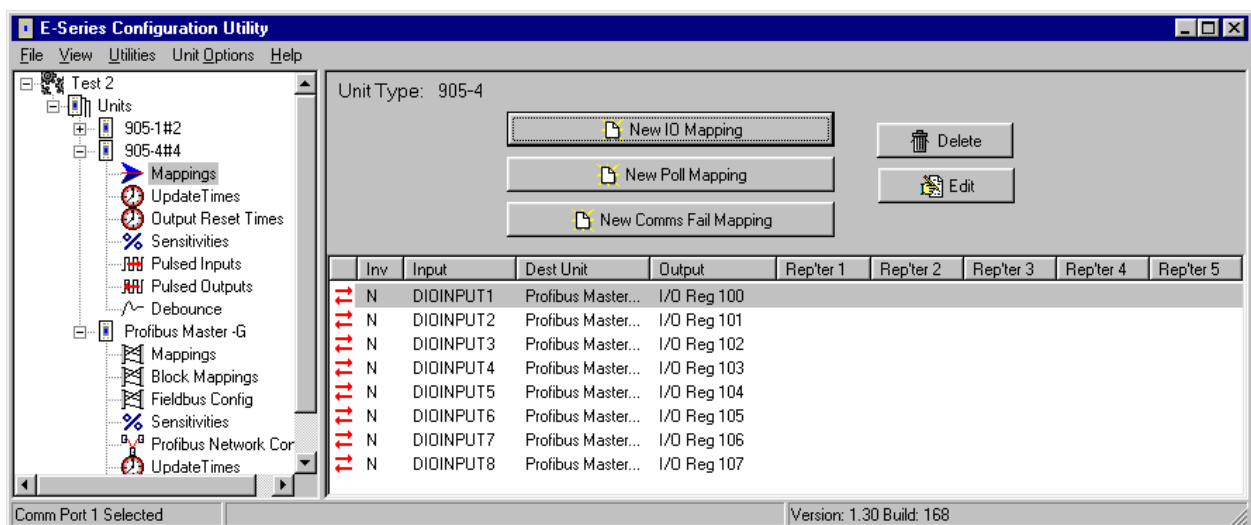 E-Series Configuration Utility
File View Utilities Unit Options Help
Test 2
Units
905-1#2
905-4#4
Mappings
UpdateTimes
Output Reset Times
Sensitivities
Pulsed Inputs
Pulsed Outputs
Debounce
Profibus Master -G
Mappings
Block Mappings
Fieldbus Config
Sensitivities
Profibus Network Cor
UpdateTimes
Unit Type: 905-4
New IO Mapping
New Poll Mapping
New Comms Fail Mapping
Delete
Edit
Inv Input Dest Unit Output Rep'ter 1 Rep'ter 2 Rep'ter 3 Rep'ter 4 Rep'ter 5
N DIOINPUT1 Profibus Master... I/O Reg 100
N DIOINPUT2 Profibus Master... I/O Reg 101
N DIOINPUT3 Profibus Master... I/O Reg 102
N DIOINPUT4 Profibus Master... I/O Reg 103
N DIOINPUT5 Profibus Master... I/O Reg 104
N DIOINPUT6 Profibus Master... I/O Reg 105
N DIOINPUT7 Profibus Master... I/O Reg 106
N DIOINPUT8 Profibus Master... I/O Reg 107
Comm Port 1 Selected
Version: 1.30 Build: 168